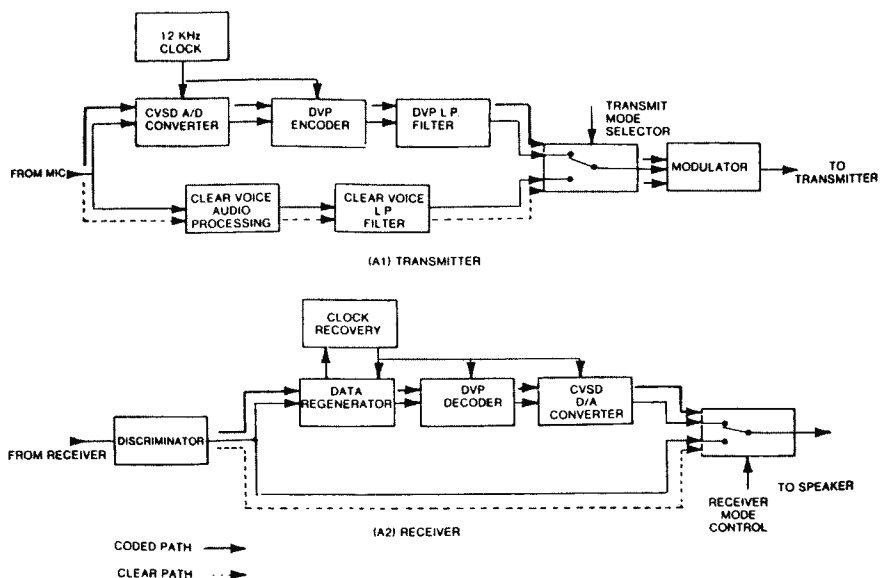 12 KHz
CLOCK
CVSD A/D
CONVERTER
DVP
ENCODER
DVP L.P.
FILTER
TRANSMIT
MODE
SELECTOR
MODULATOR
TO
TRANSMITTER
FROM MIC
CLEAR VOICE
AUDIO
PROCESSING
CLEAR VOICE
L P
FILTER
(A1) TRANSMITTER
CLOCK
RECOVERY
DATA
REGENERATOR
DVP
DECODER
CVSD
D/A
CONVERTER
DISCRIMINATOR
FROM RECEIVER
TO SPEAKER
RECEIVER
MODE
CONTROL
(A2) RECEIVER
CODED PATH
CLEAR PATH